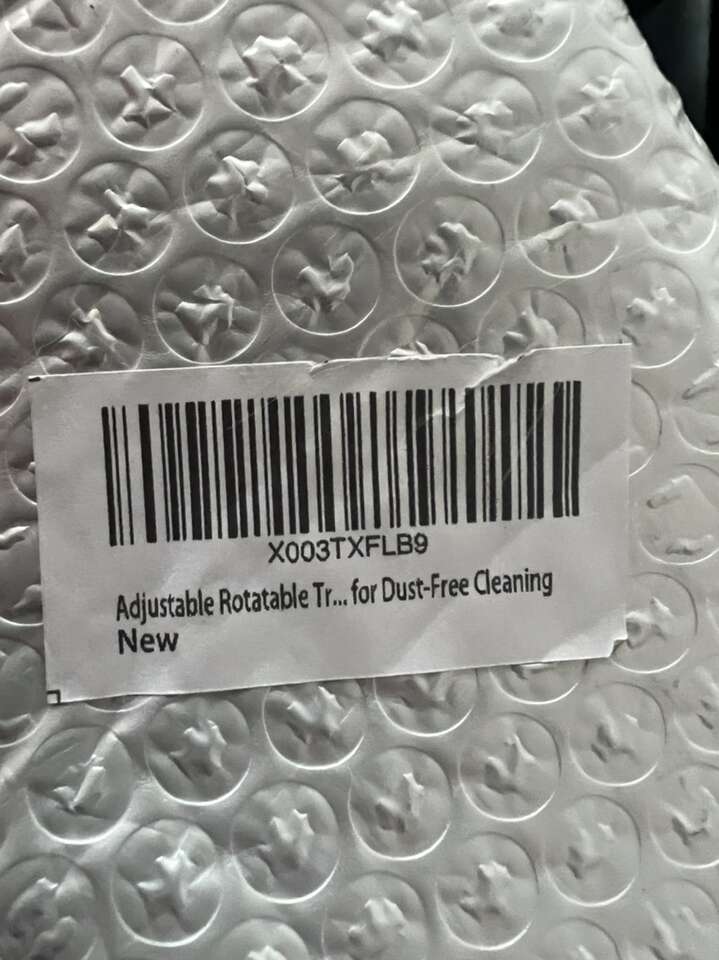 X003TXFLB9
Adjustable Rotatable Tr... for Dust-Free Cleaning
New